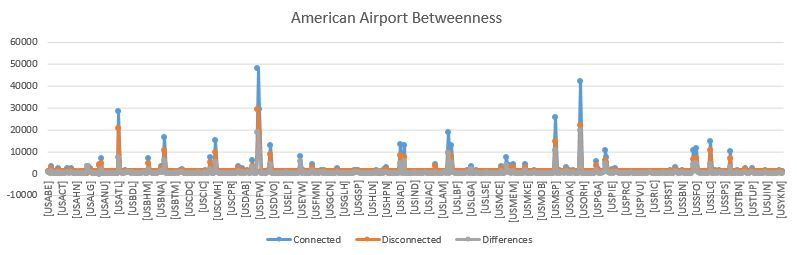 American Airport Betweenness
60000
50000
40000
30000
20000
10000
0
-10000
[USABE]
[USACT]
[USAHN]
[USALG]
[USANU]
[USATL]
[USBDL]
[USBHM]
[USBNA]
[USBTM]
[USCDC]
[USCIC]
[USCMH]
[USCPR]
[USDAB]
[USDFW]
[USDVO]
[USELP]
[USEYW]
[USFMN]
[USGCN]
[USGLH]
[USGSP]
[USHLN]
[USHPN]
[USIAD]
[USIND]
[USJAC]
[USLAM]
[USLBF]
[USLGA]
[USLSE]
[USMCE]
[USMEM]
[USMKE]
[USMOB]
[USMSP]
[USOAK]
[USORH]
[USPGA]
[USPIE]
[USPRC]
[USPVU]
[USRIC]
[USRST]
[USSBN]
[USSFO]
[USSLC]
[USSPS]
[USTBN]
[USTUP]
[USUIN]
[USYKM]
Connected Disconnected Differences